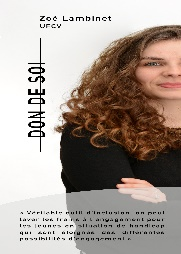 Zoé Lambinet
UFCV
DON DE SOI
« Véritable outil d'inclusion, on peut
lever les freins à l'engagement pour
les jeunes en situation de handicap
qui sont éloignés des différentes
possibilités d'engagement »